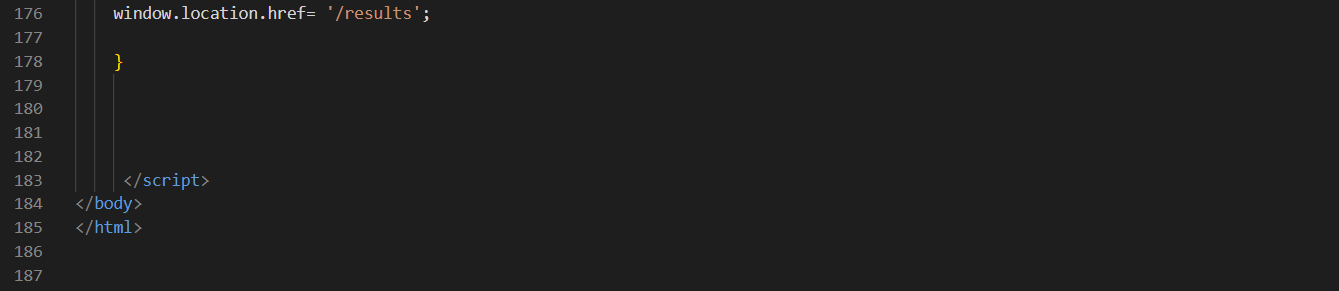 176 window.location.href= '/results';
177
178 }
179
180
181
182
183 </script>
184 </body>
185 </html>
186
187